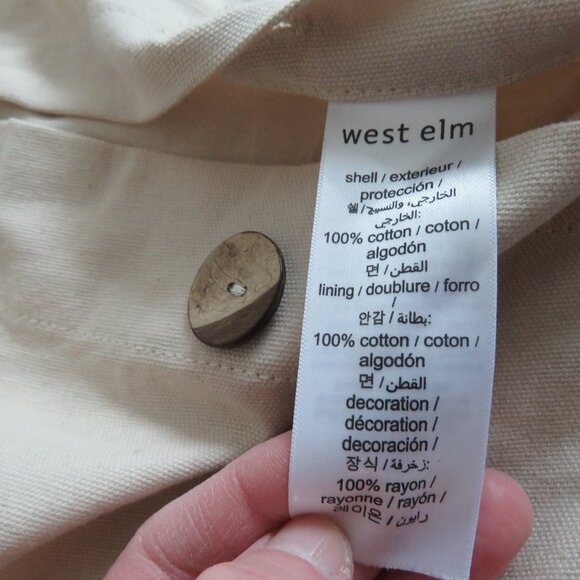 west elm
shell / exterieur /
protección /
쉘 / الخارجي، والنسيج
الخارجي:
100% cotton / coton /
algodón
면 / القطن
lining / doublure / forro
/
안감 / بطانة:
100% cotton / coton /
algodón
면 / القطن
decoration /
décoration /
decoración /
장식 / زخرفة:
100% rayon /
rayonne / rayón /
레이온 / رايون